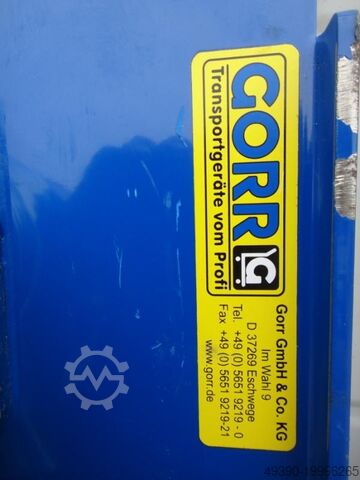 GORR
Transportgeräte vom Profi
G
Gorr GmbH & Co. KG
Im Wahl 9
D 37269 Eschwege
Tel. +49 (0) 5651 9219 - 0
Fax +49 (0) 5651 9219-21
www.gorr.de
49390-19956265